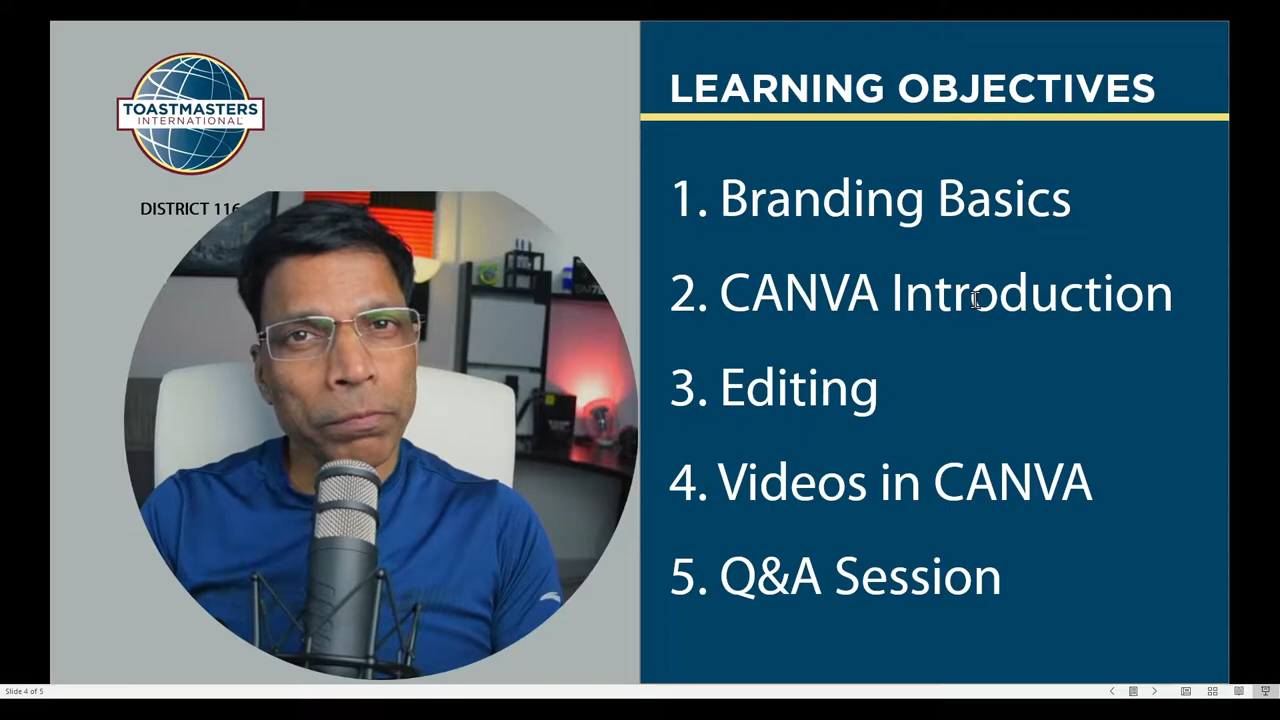 TOASTMASTERS
INTERNATIONAL
DISTRICT 116
LEARNING OBJECTIVES
1. Branding Basics
2. CANVA Introduction
3. Editing
4. Videos in CANVA
5. Q&A Session
Slide 4 of 5